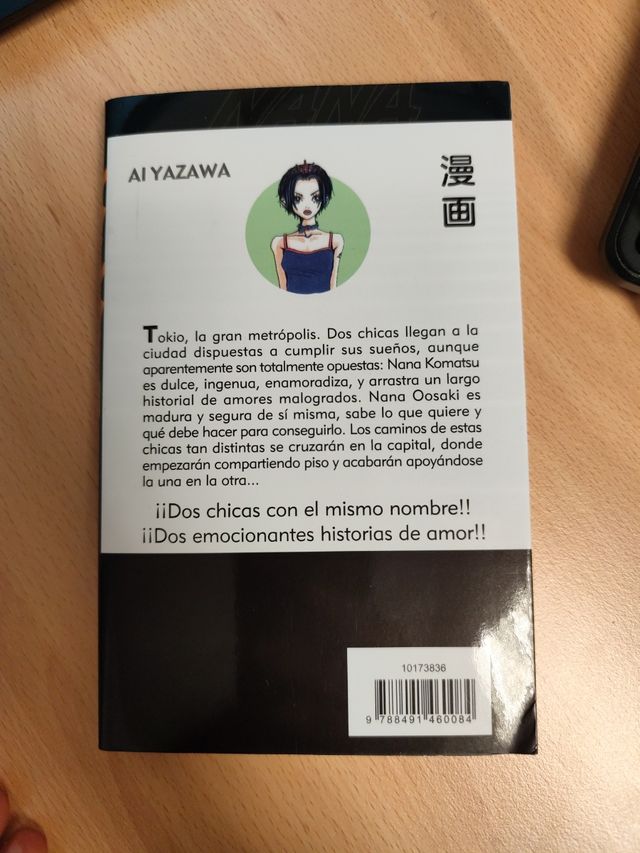 NANA
AI YAZAWA
漫
画
Tokio, la gran metrópolis. Dos chicas llegan a la
ciudad dispuestas a cumplir sus sueños, aunque
aparentemente son totalmente opuestas: Nana Komatsu
es dulce, ingenua, enamoradiza, y arrastra un largo
historial de amores malogrados. Nana Oosaki es
madura y segura de sí misma, sabe lo que quiere y
qué debe hacer para conseguirlo. Los caminos de estas
chicas tan distintas se cruzarán en la capital, donde
empezarán compartiendo piso y acabarán apoyándose
la una en la otra...
¡¡Dos chicas con el mismo nombre!!
¡¡Dos emocionantes historias de amor!!
10173836
9 788491 460084